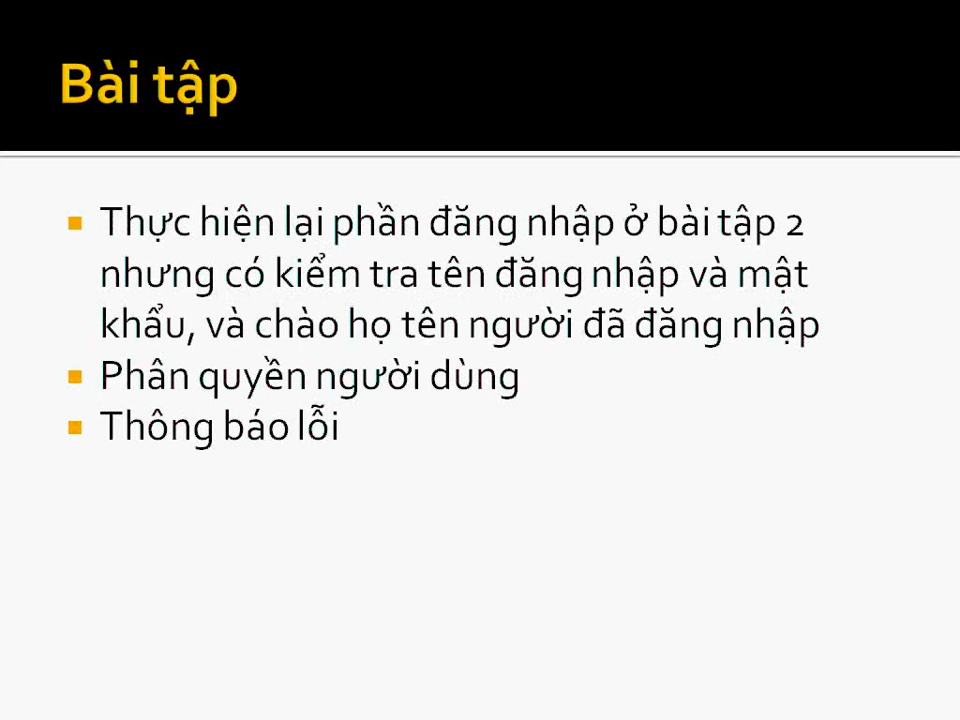 Bài tập
Thực hiện lại phần đăng nhập ở bài tập 2
nhưng có kiểm tra tên đăng nhập và mật
khẩu, và chào họ tên người đã đăng nhập
Phân quyền người dùng
Thông báo lỗi